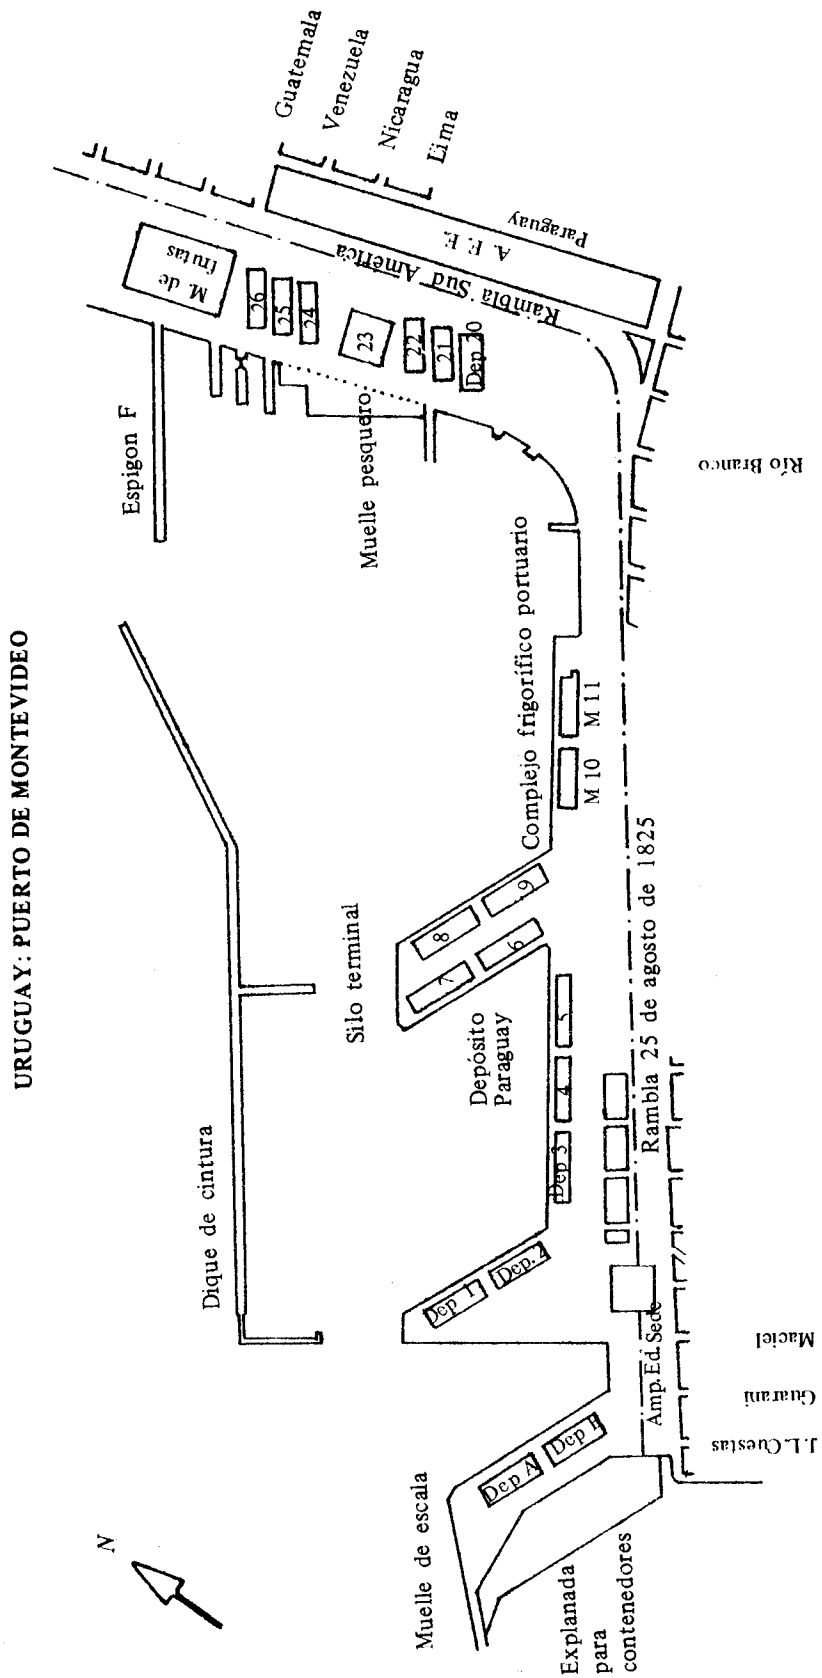 URUGUAY: PUERTO DE MONTEVIDEO
N
Muelle de escala
Explanada
para
contenedores
Dep A
Dep B
Dique de cintura
Dep 1
Dep. 2
Dep 3
4
5
Depósito
Paraguay
Silo terminal
7
6
8
9
Amp. Ed. Sede
Rambla 25 de agosto de 1825
J.L. Cuestas
Guarani
Maciel
Complejo frigorífico portuario
M 10
M 11
Río Branco
Espigon F
Muelle pesquero
M. de
frutas
26
25
24
23
22
21
Dep 20
Rambla Sud América
A. F. E.
Paraguay
Guatemala
Venezuela
Nicaragua
Lima